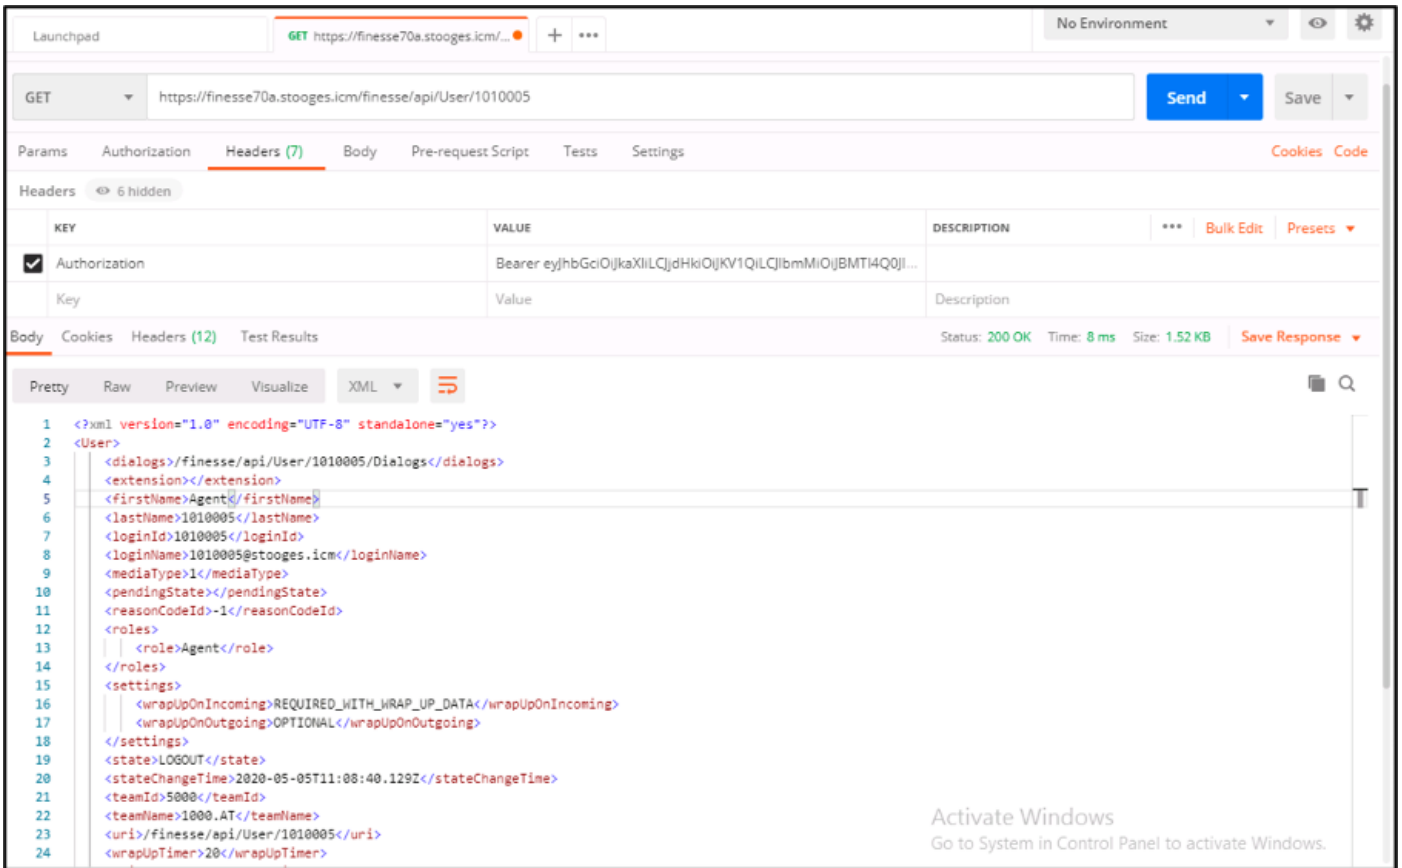 Launchpad
GET https://finesse70a.stooges.icm/...
No Environment
GET
https://finesse70a.stooges.icm/finesse/api/User/1010005
Send
Save
Params Authorization Headers (7) Body Pre-request Script Tests Settings
Cookies Code
Headers 6 hidden
KEY VALUE DESCRIPTION
Bulk Edit Presets
Authorization
Key Value Description
Body Cookies Headers (12) Test Results
Status: 200 OK Time: 8 ms Size: 1.52 KB Save Response
Pretty Raw Preview Visualize XML
1 <?xml version="1.0" encoding="UTF-8" standalone="yes"?>
2 <User>
3 <dialogs>/finesse/api/User/1010005/Dialogs</dialogs>
4 <extension></extension>
5 <firstName>Agent</firstName>
6 <lastName>1010005</lastName>
7 <loginId>1010005</loginId>
8 <loginName>1010005@stooges.icm</loginName>
9 <mediaType>1</mediaType>
10 <pendingState></pendingState>
11 <reasonCodeId>-1</reasonCodeId>
12 <roles>
13 <role>Agent</role>
14 </roles>
15 <settings>
16 <wrapUpOnIncoming>REQUIRED_WITH_WRAP_UP_DATA</wrapUpOnIncoming>
17 <wrapUpOnOutgoing>OPTIONAL</wrapUpOnOutgoing>
18 </settings>
19 <state>LOGOUT</state>
20 <stateChangeTime>2020-05-05T11:08:40.129Z</stateChangeTime>
21 <teamId>5000</teamId>
22 <teamName>1000.AT</teamName>
23 <uri>/finesse/api/User/1010005</uri>
24 <wrapUpTimer>20</wrapUpTimer>
Activate Windows
Go to System in Control Panel to activate Windows.